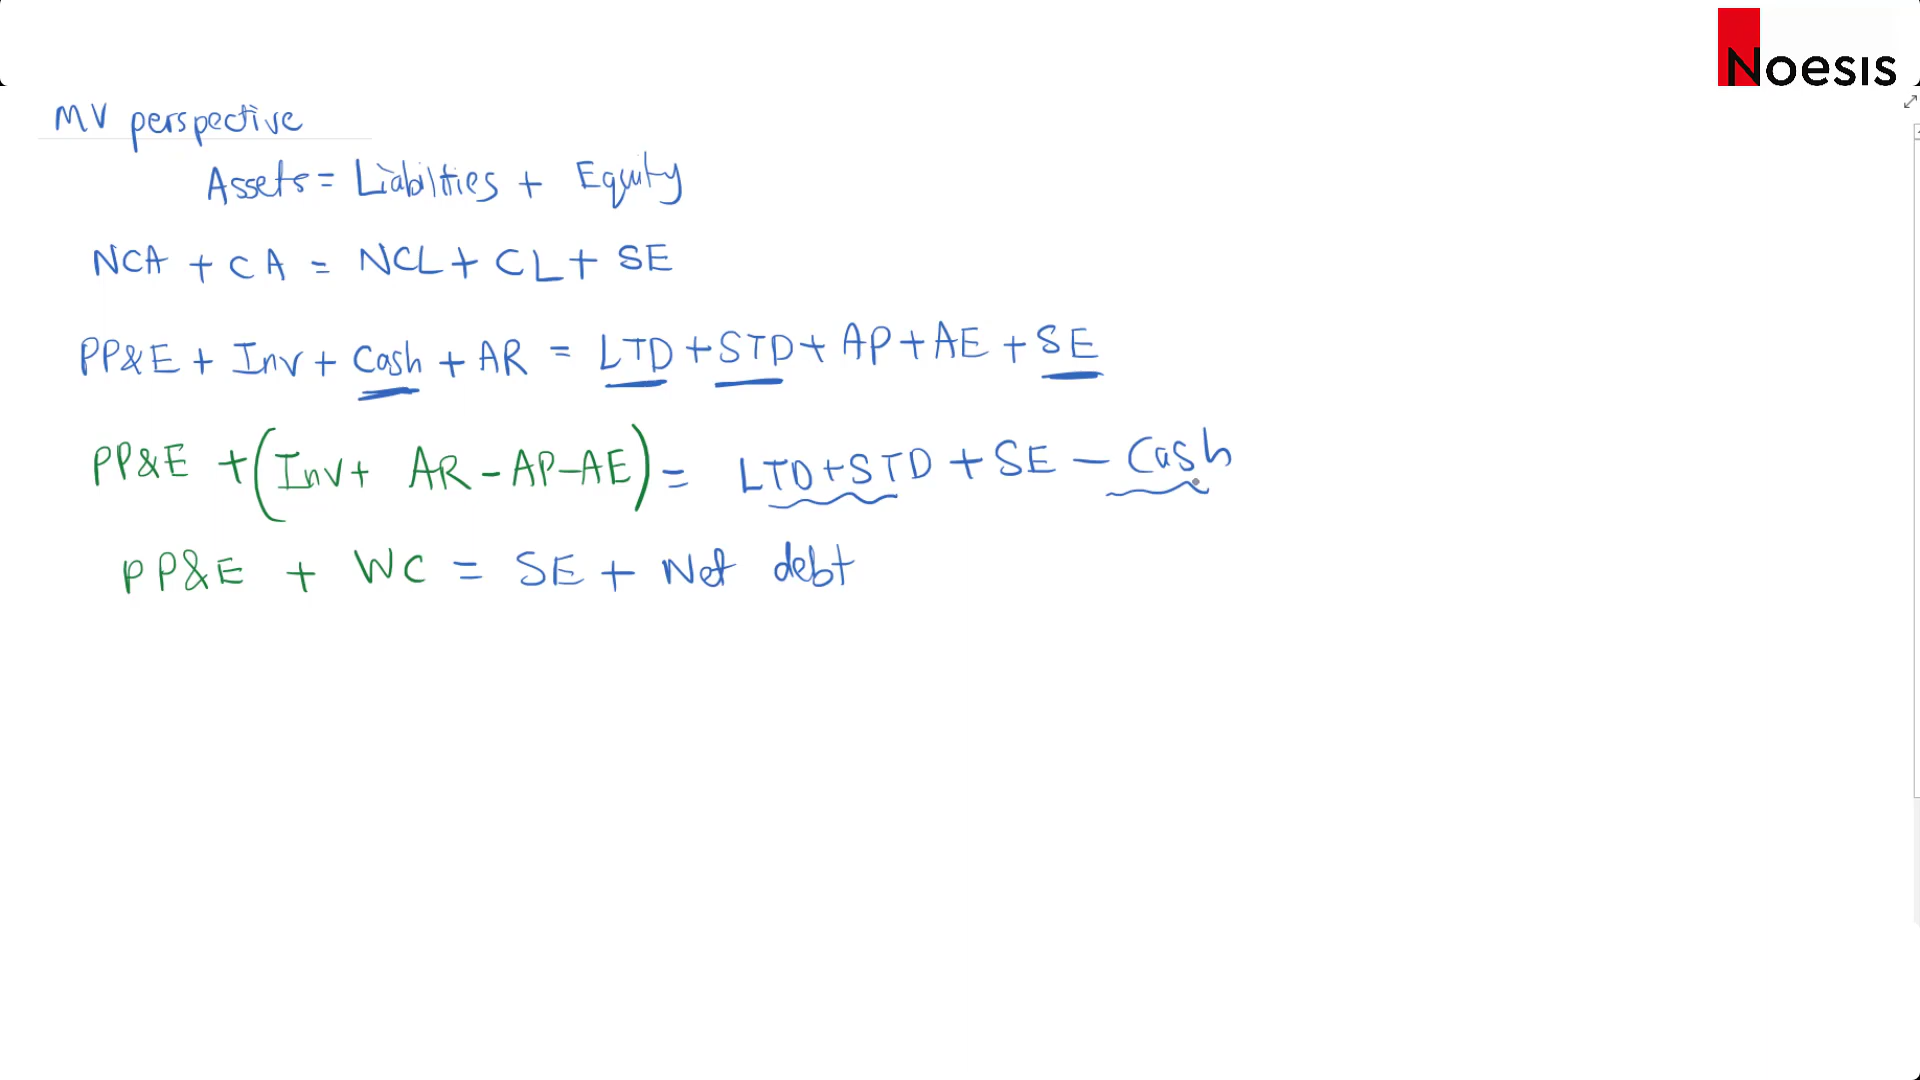 Noesis
MV perspective
Assets = Liabilities + Equity
NCA + CA = NCL + CL + SE
PP&E + Inv + Cash + AR = LTD + STD + AP + AE + SE
PP&E + (Inv + AR - AP - AE) = LTD + STD + SE - Cash
PP&E + WC = SE + Net debt